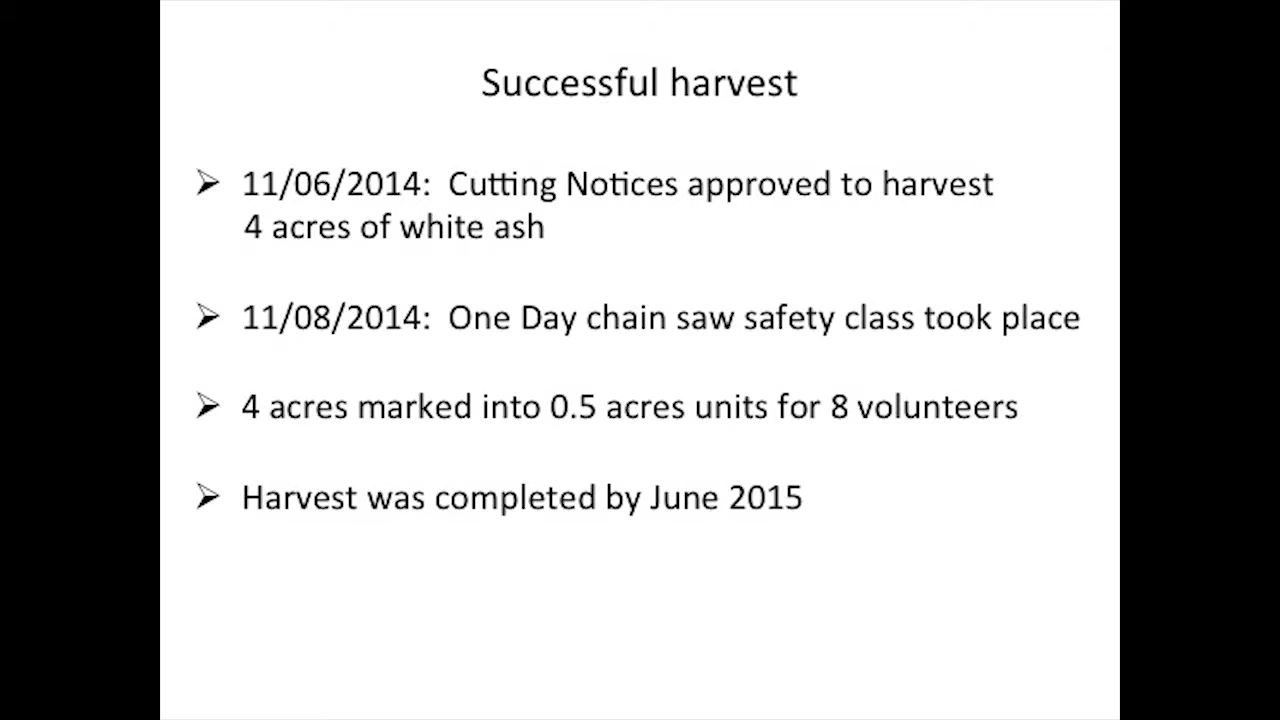 Successful harvest
➢ 11/06/2014: Cutting Notices approved to harvest
4 acres of white ash
➢ 11/08/2014: One Day chain saw safety class took place
➢ 4 acres marked into 0.5 acres units for 8 volunteers
➢ Harvest was completed by June 2015